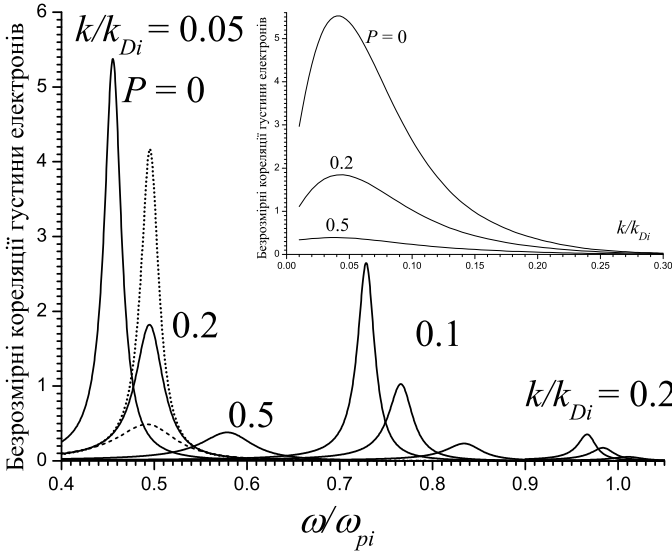 Безрозмірні кореляції густини електронів
6
5
4
3
2
1
0
k/k_Di = 0.05
P = 0
0.2
0.5
0.1
k/k_Di = 0.2
0.4 0.5 0.6 0.7 0.8 0.9 1.0
ω/ω_pi
Безрозмірні кореляції густини електронів
5
4
3
2
1
0
P = 0
0.2
0.5
k/k_Di
0.00 0.05 0.10 0.15 0.20 0.25 0.30